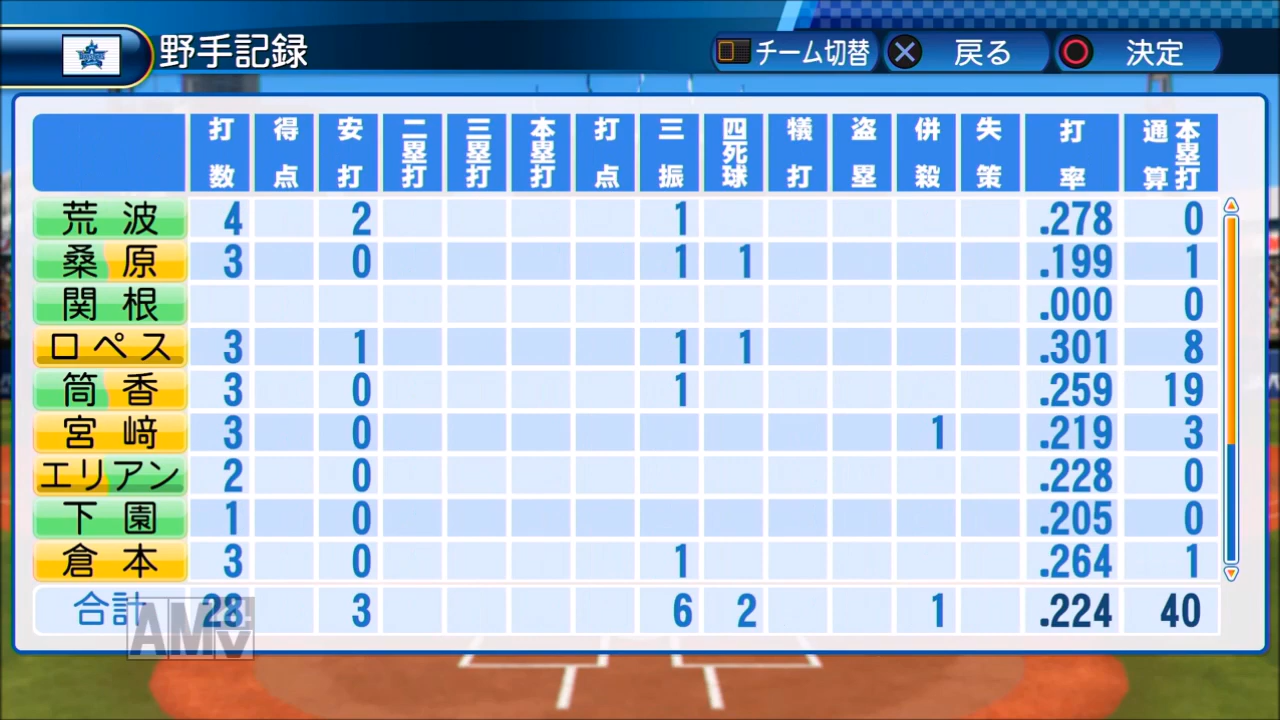 野手記録
チーム切替 戻る 決定
打数 得点 安打 二塁打 三塁打 本塁打 打点 三振 四死球 犠打 盗塁 併殺 失策 打率 通算本塁打
荒波 4 2 1 .278 0
桑原 3 0 1 1 .199 1
関根 .000 0
ロペス 3 1 1 1 .301 8
筒香 3 0 1 .259 19
宮﨑 3 0 1 .219 3
エリアン 2 0 .228 0
下園 1 0 .205 0
倉本 3 0 1 .264 1
合計 28 3 6 2 1 .224 40